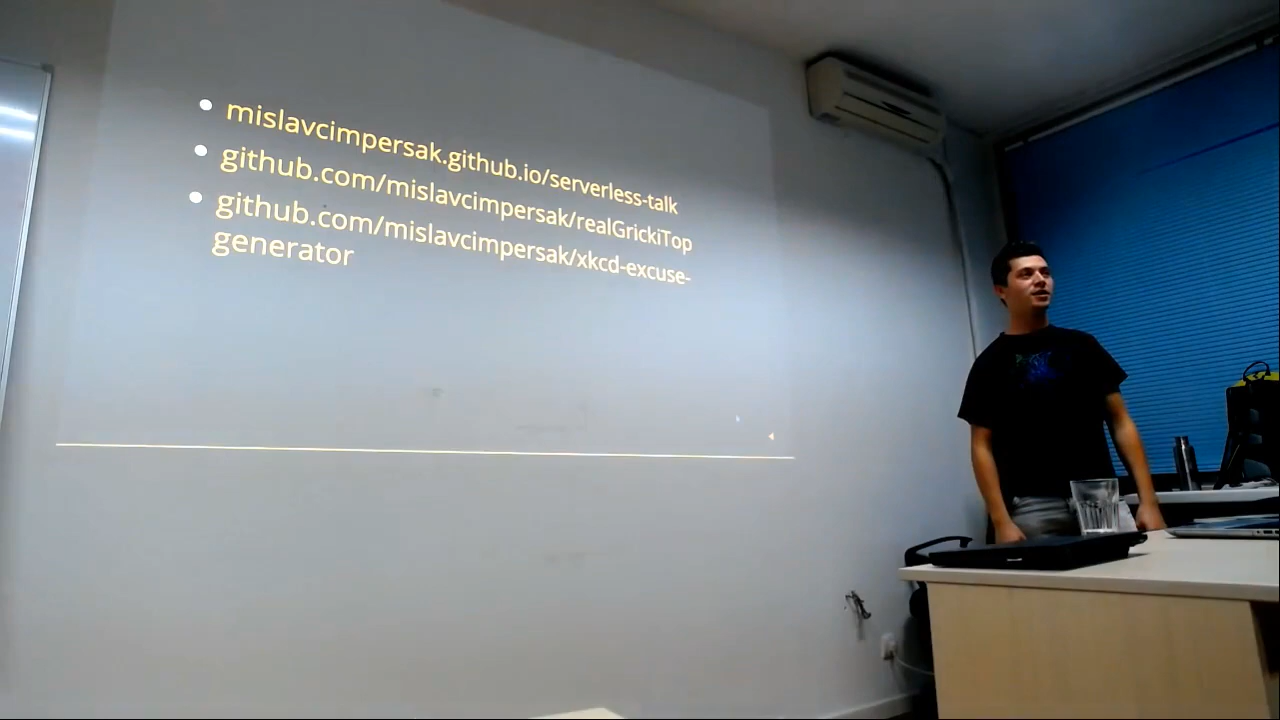 mislavcimpersak.github.io/serverless-talk
github.com/mislavcimpersak/realGrickiTop
github.com/mislavcimpersak/xkcd-excuse-
generator